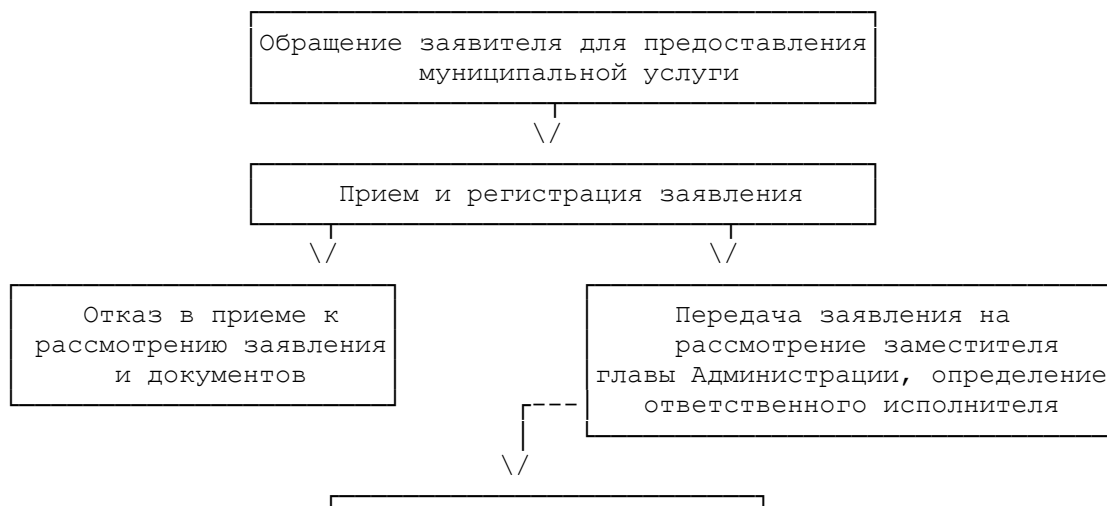 Обращение заявителя для предоставления
муниципальной услуги
Прием и регистрация заявления
Отказ в приеме к
рассмотрению заявления
и документов
Передача заявления на
рассмотрение заместителя
главы Администрации, определение
ответственного исполнителя